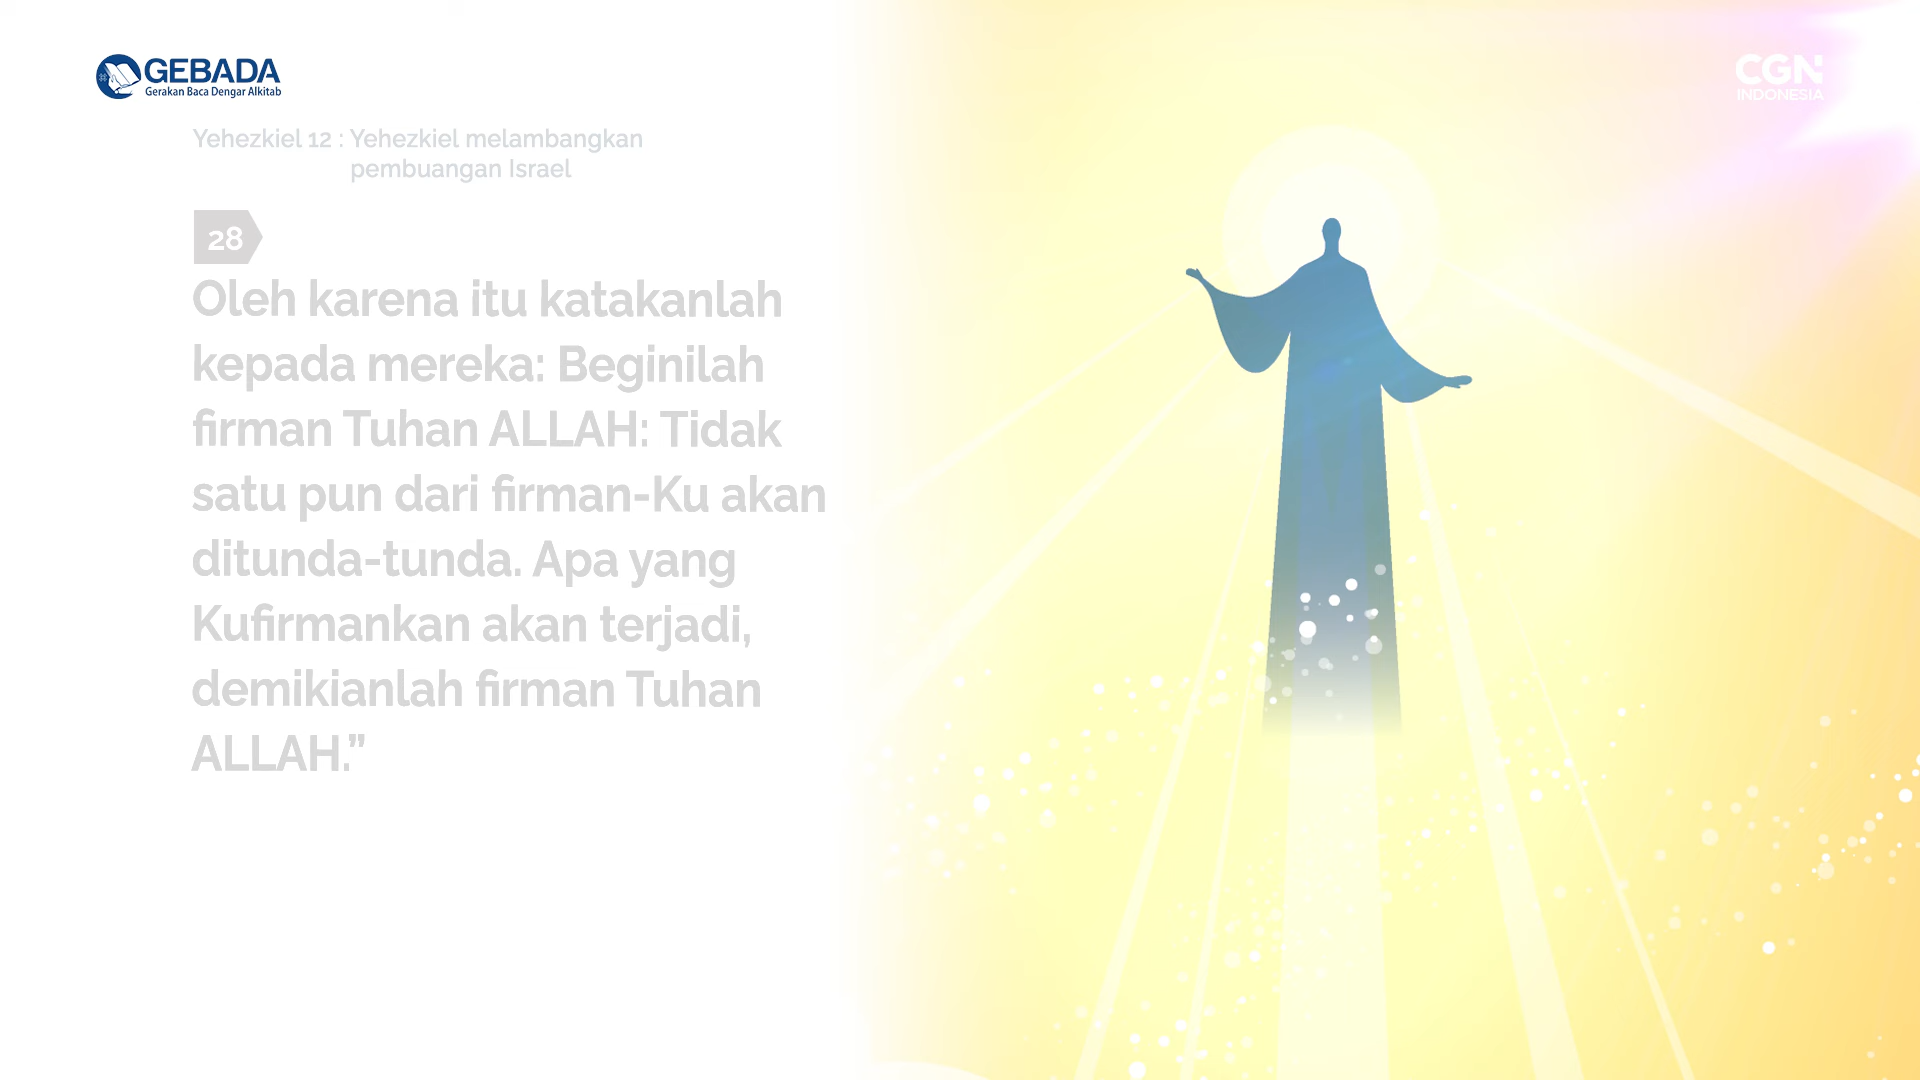 GEBADA
Gerakan Baca Dengar Alkitab
CGN
INDONESIA
Yehezkiel 12 : Yehezkiel melambangkan
pembuangan Israel
28
Oleh karena itu katakanlah
kepada mereka: Beginilah
firman Tuhan ALLAH: Tidak
satu pun dari firman-Ku akan
ditunda-tunda. Apa yang
Kufirmankan akan terjadi,
demikianlah firman Tuhan
ALLAH.”